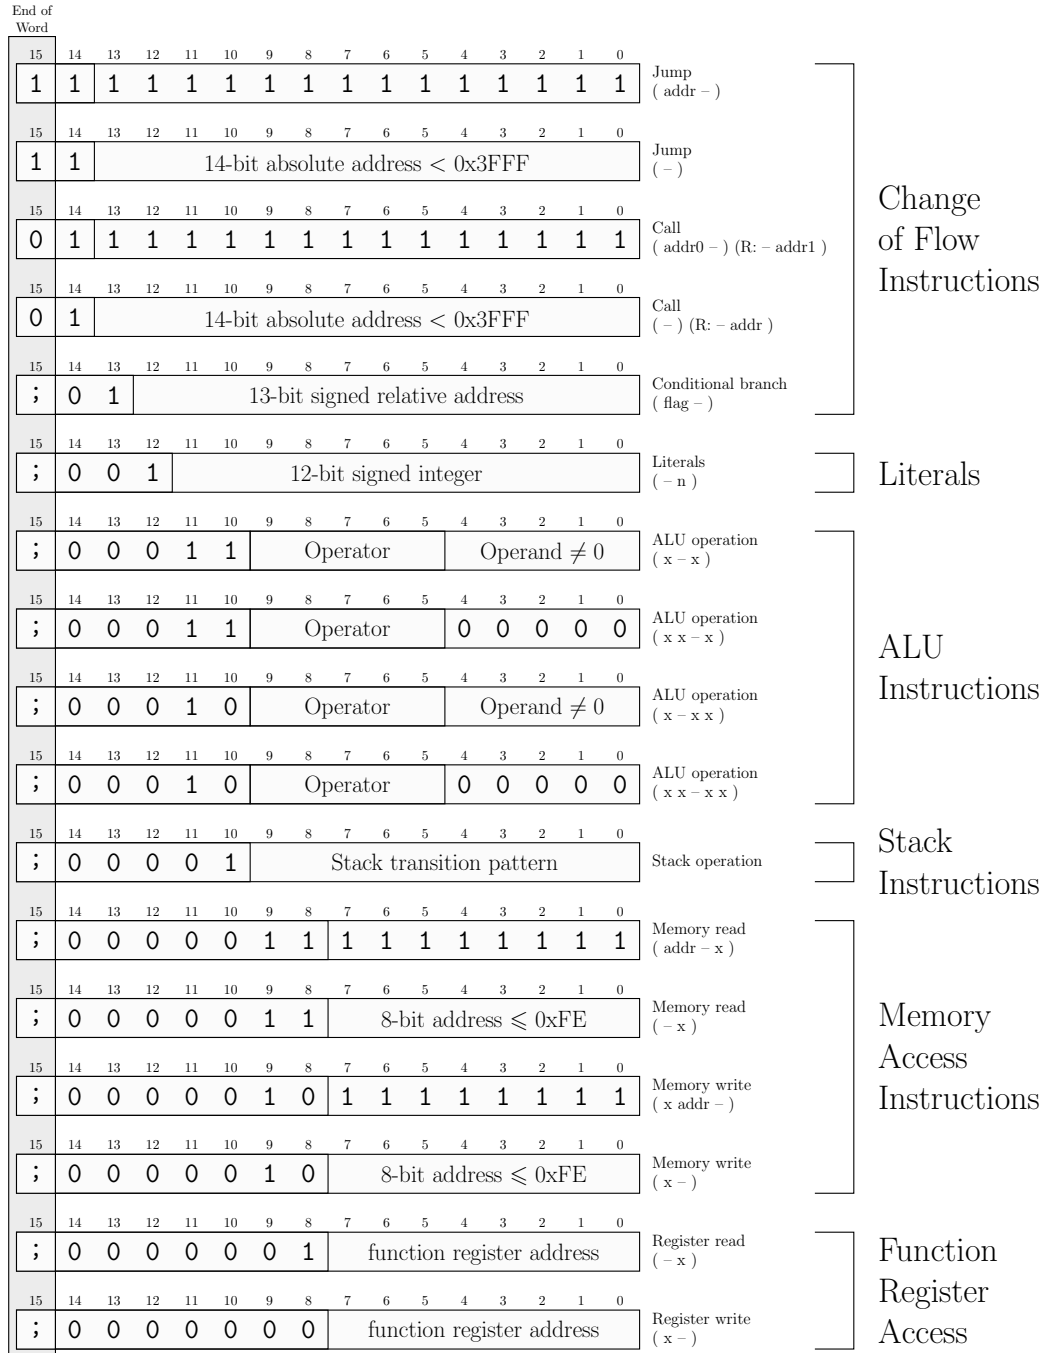 End of
Word
15 14 13 12 11 10 9 8 7 6 5 4 3 2 1 0
1 1 1 1 1 1 1 1 1 1 1 1 1 1 1 1
Jump
( addr – )
15 14 13 12 11 10 9 8 7 6 5 4 3 2 1 0
1 1 14-bit absolute address < 0x3FFF
Jump
( – )
15 14 13 12 11 10 9 8 7 6 5 4 3 2 1 0
0 1 1 1 1 1 1 1 1 1 1 1 1 1 1 1
Call
( addr0 – ) (R: – addr1 )
15 14 13 12 11 10 9 8 7 6 5 4 3 2 1 0
0 1 14-bit absolute address < 0x3FFF
Call
( – ) (R: – addr )
15 14 13 12 11 10 9 8 7 6 5 4 3 2 1 0
; 0 1 13-bit signed relative address
Conditional branch
( flag – )
Change
of Flow
Instructions
15 14 13 12 11 10 9 8 7 6 5 4 3 2 1 0
; 0 0 1 12-bit signed integer
Literals
( – n )
Literals
15 14 13 12 11 10 9 8 7 6 5 4 3 2 1 0
; 0 0 0 1 1 Operator Operand ≠ 0
ALU operation
( x – x )
15 14 13 12 11 10 9 8 7 6 5 4 3 2 1 0
; 0 0 0 1 1 Operator 0 0 0 0 0
ALU operation
( x x – x )
15 14 13 12 11 10 9 8 7 6 5 4 3 2 1 0
; 0 0 0 1 0 Operator Operand ≠ 0
ALU operation
( x – x x )
15 14 13 12 11 10 9 8 7 6 5 4 3 2 1 0
; 0 0 0 1 0 Operator 0 0 0 0 0
ALU operation
( x x – x x )
ALU
Instructions
15 14 13 12 11 10 9 8 7 6 5 4 3 2 1 0
; 0 0 0 0 1 Stack transition pattern
Stack operation
Stack
Instructions
15 14 13 12 11 10 9 8 7 6 5 4 3 2 1 0
; 0 0 0 0 0 1 1 1 1 1 1 1 1 1 1
Memory read
( addr – x )
15 14 13 12 11 10 9 8 7 6 5 4 3 2 1 0
; 0 0 0 0 0 1 1 8-bit address ⩽ 0xFE
Memory read
( – x )
15 14 13 12 11 10 9 8 7 6 5 4 3 2 1 0
; 0 0 0 0 0 1 0 1 1 1 1 1 1 1 1
Memory write
( x addr – )
15 14 13 12 11 10 9 8 7 6 5 4 3 2 1 0
; 0 0 0 0 0 1 0 8-bit address ⩽ 0xFE
Memory write
( x – )
Memory
Access
Instructions
15 14 13 12 11 10 9 8 7 6 5 4 3 2 1 0
; 0 0 0 0 0 0 1 function register address
Register read
( – x )
15 14 13 12 11 10 9 8 7 6 5 4 3 2 1 0
; 0 0 0 0 0 0 0 function register address
Register write
( x – )
Function
Register
Access